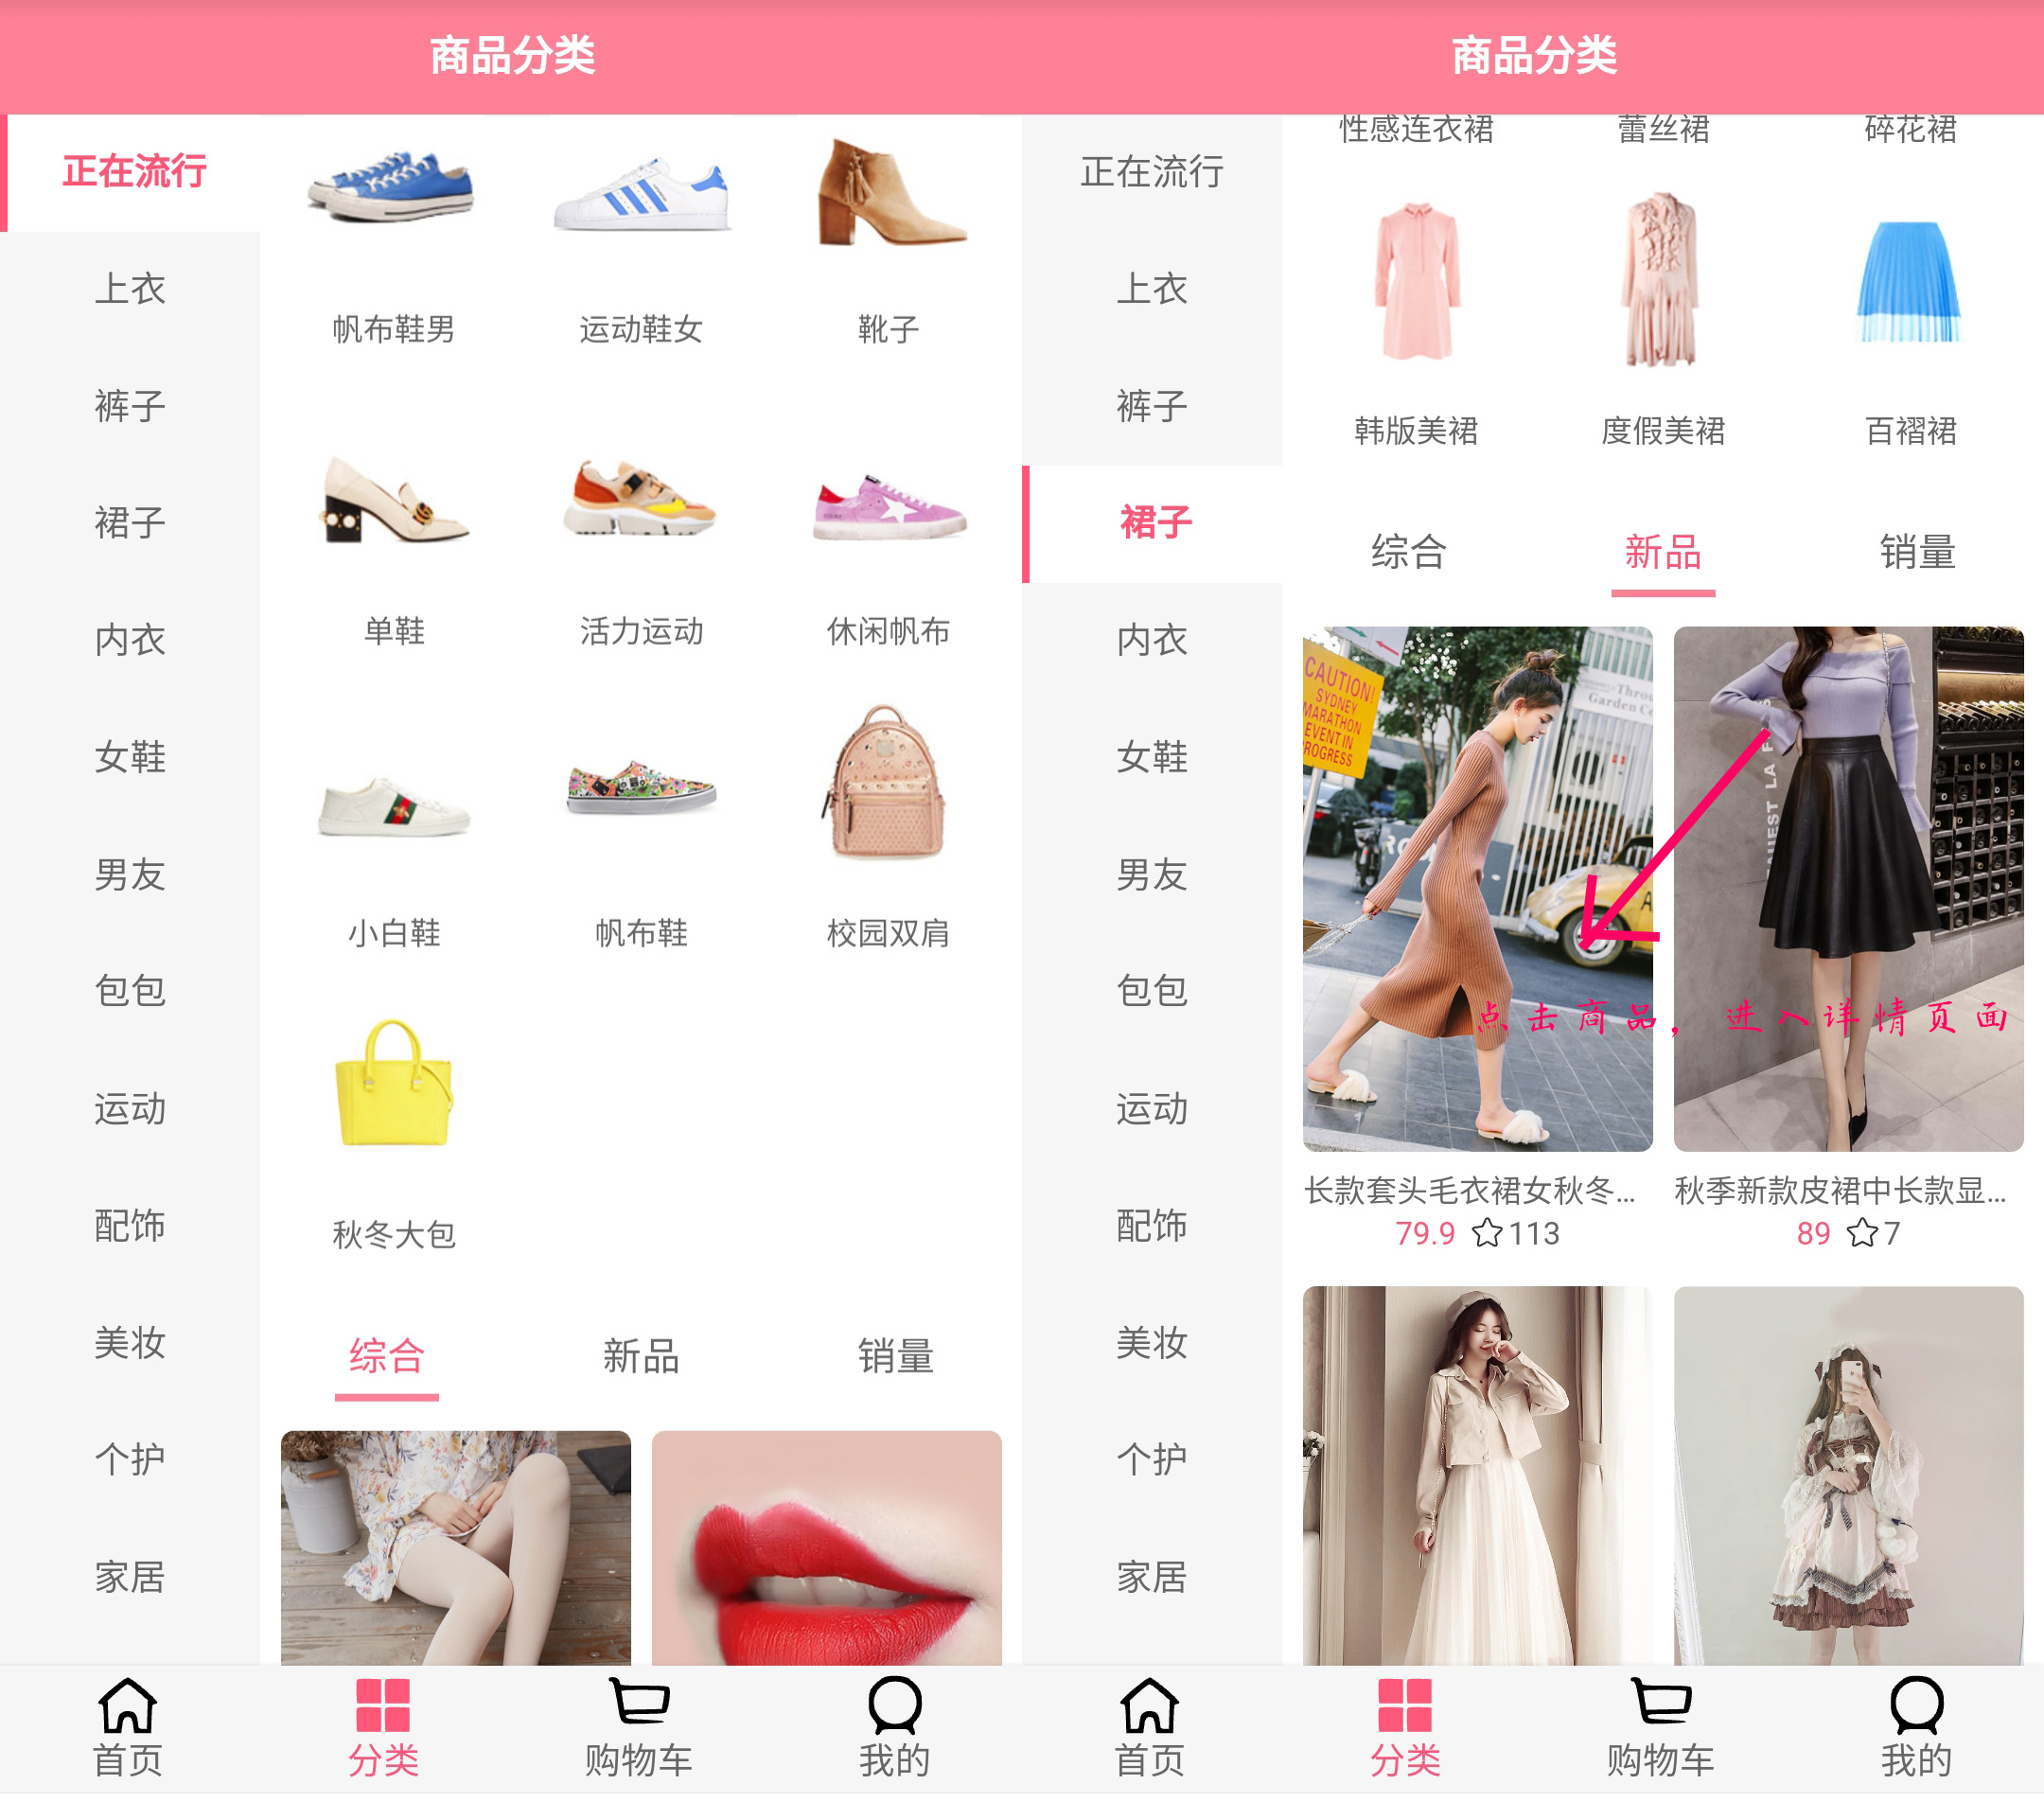 商品分类
正在流行
上衣
裤子
裙子
内衣
女鞋
男友
包包
运动
配饰
美妆
个护
家居
帆布鞋男 运动鞋女 靴子
单鞋 活力运动 休闲帆布
小白鞋 帆布鞋 校园双肩
秋冬大包
综合 新品 销量
首页 分类 购物车 我的
商品分类
正在流行
上衣
裤子
裙子
内衣
女鞋
男友
包包
运动
配饰
美妆
个护
家居
性感连衣裙 蕾丝裙 碎花裙
韩版美裙 度假美裙 百褶裙
综合 新品 销量
CAUTION!
SYDNEY
MARATHON
EVENT IN
PROGRESS
Garden
点击商品，进入详情页面
长款套头毛衣裙女秋冬...
79.9 113
秋季新款皮裙中长款显...
89 7
首页 分类 购物车 我的